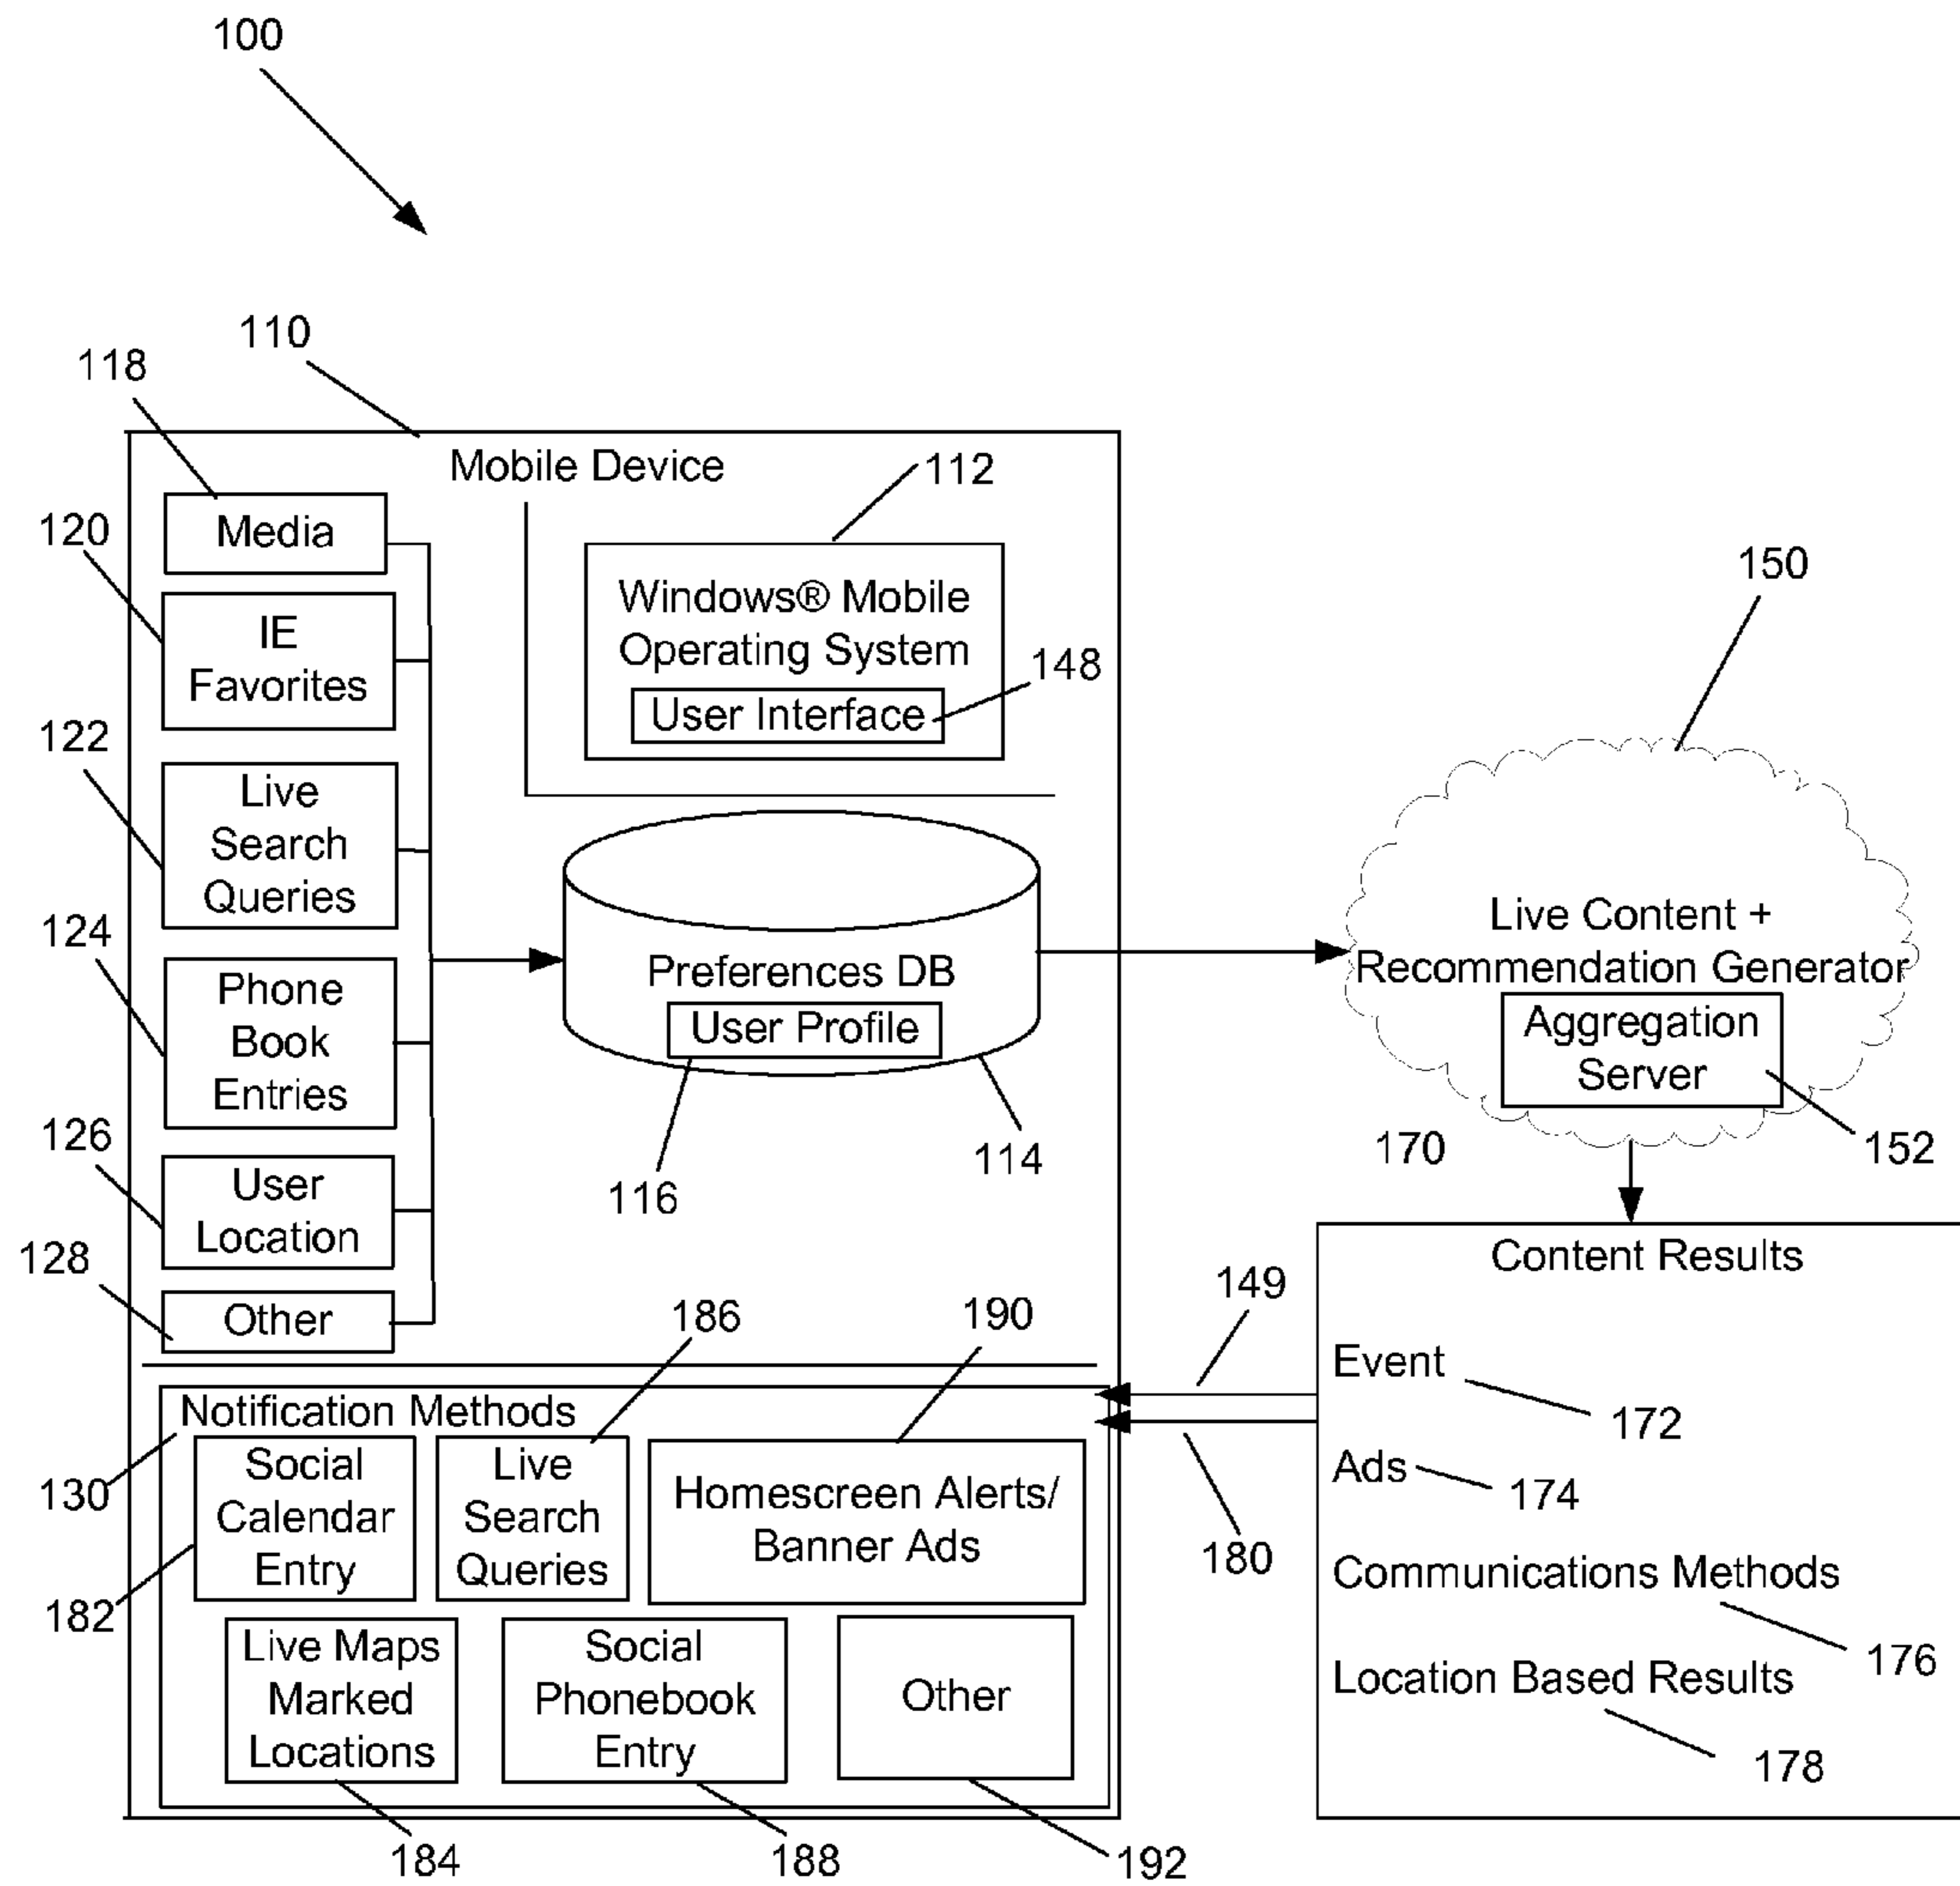 100
110
118
Mobile Device
112
120
Media
Windows® Mobile
Operating System
148
User Interface
150
IE
Favorites
122
Live
Search
Queries
124
Phone
Book
Entries
Preferences DB
User Profile
Live Content +
Recommendation Generator
Aggregation
Server
126
User
Location
116
114
170
152
128
Other
186
190
149
Content Results
Event
172
Ads
174
Communications Methods
176
Location Based Results
178
180
Notification Methods
130
Social
Calendar
Entry
Live
Search
Queries
Homescreen Alerts/
Banner Ads
182
Live Maps
Marked
Locations
Social
Phonebook
Entry
Other
184
188
192